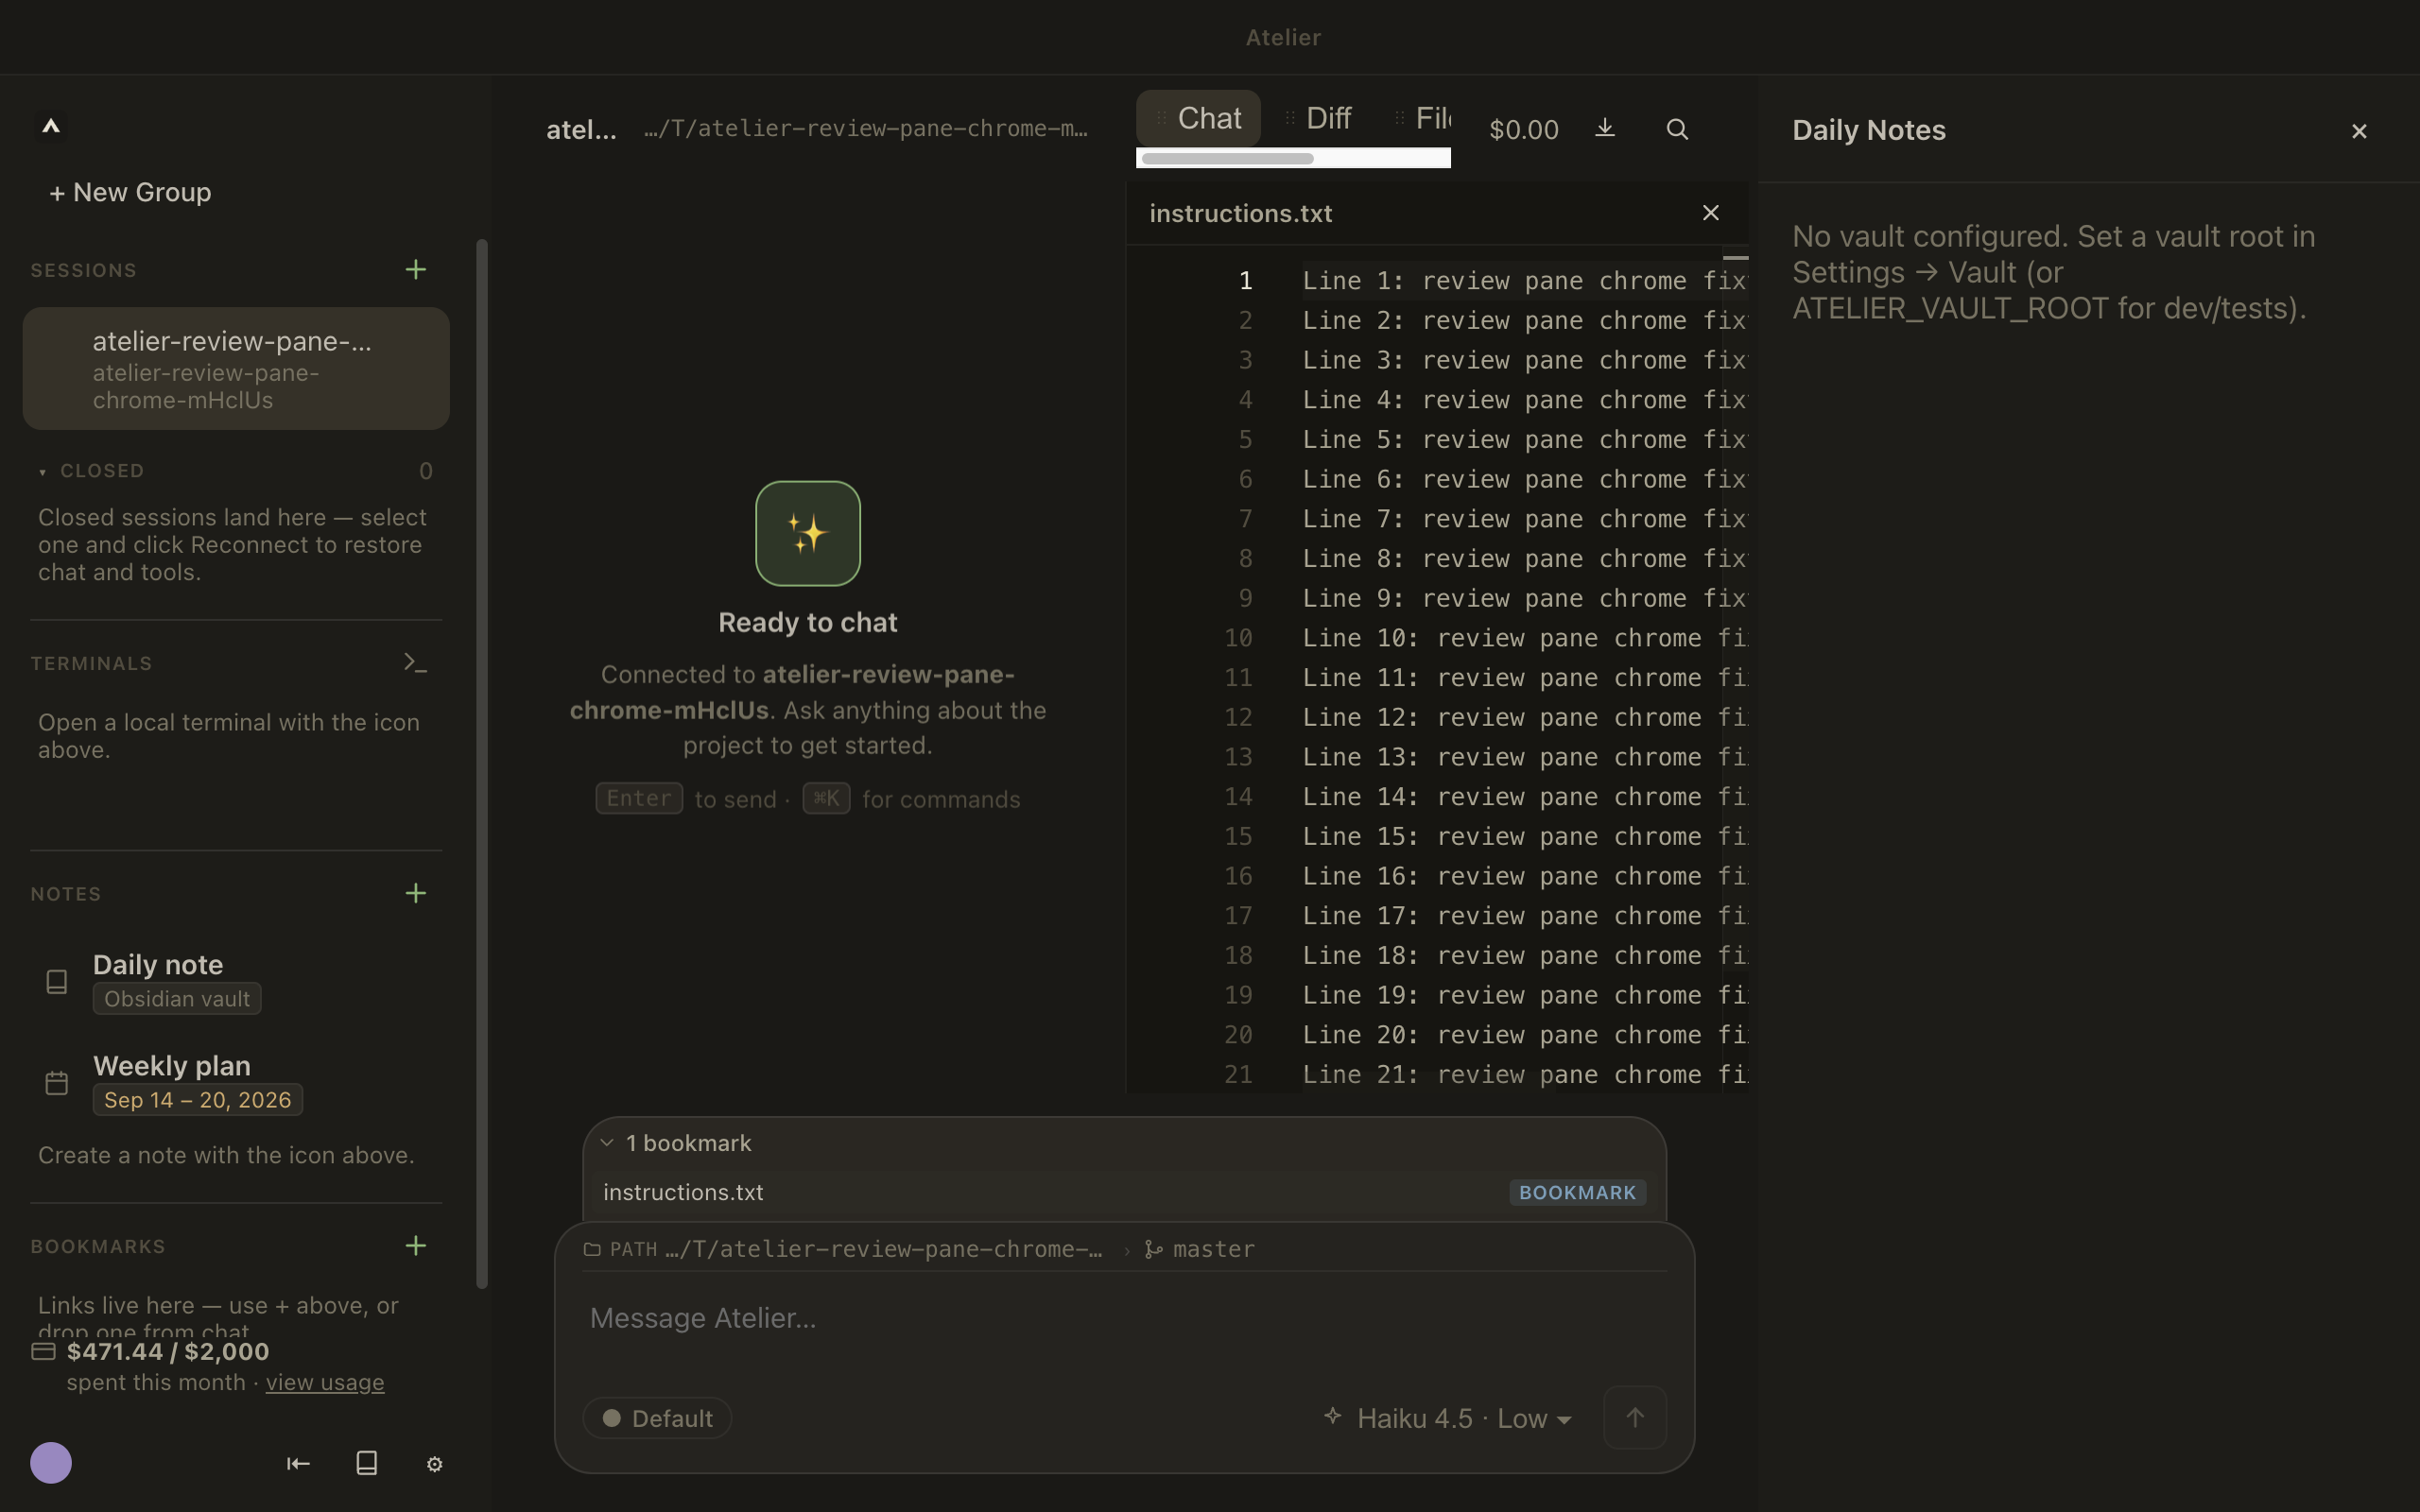 Atelier
+ New Group
SESSIONS
atelier-review-pane-...
atelier-review-pane-
chrome-mHclUs
CLOSED 0
Closed sessions land here — select
one and click Reconnect to restore
chat and tools.
TERMINALS
Open a local terminal with the icon
above.
NOTES
Daily note
Obsidian vault
Weekly plan
Sep 14 – 20, 2026
Create a note with the icon above.
BOOKMARKS
Links live here — use + above, or
drop one from chat
$471.44 / $2,000
spent this month · view usage
atel... …/T/atelier-review-pane-chrome-m…
Chat Diff $0.00
Ready to chat
Connected to atelier-review-pane-
chrome-mHclUs. Ask anything about the
project to get started.
Enter to send · ⌘K for commands
instructions.txt
1 Line 1: review pane chrome
2 Line 2: review pane chrome
3 Line 3: review pane chrome
4 Line 4: review pane chrome
5 Line 5: review pane chrome
6 Line 6: review pane chrome
7 Line 7: review pane chrome
8 Line 8: review pane chrome
9 Line 9: review pane chrome
10 Line 10: review pane chrome
11 Line 11: review pane chrome
12 Line 12: review pane chrome
13 Line 13: review pane chrome
14 Line 14: review pane chrome
15 Line 15: review pane chrome
16 Line 16: review pane chrome
17 Line 17: review pane chrome
18 Line 18: review pane chrome
19 Line 19: review pane chrome
20 Line 20: review pane chrome
21 Line 21: review pane chrome
1 bookmark
instructions.txt BOOKMARK
PATH …/T/atelier-review-pane-chrome-… › master
Message Atelier...
Default Haiku 4.5 · Low
Daily Notes
No vault configured. Set a vault root in
Settings → Vault (or
ATELIER_VAULT_ROOT for dev/tests).